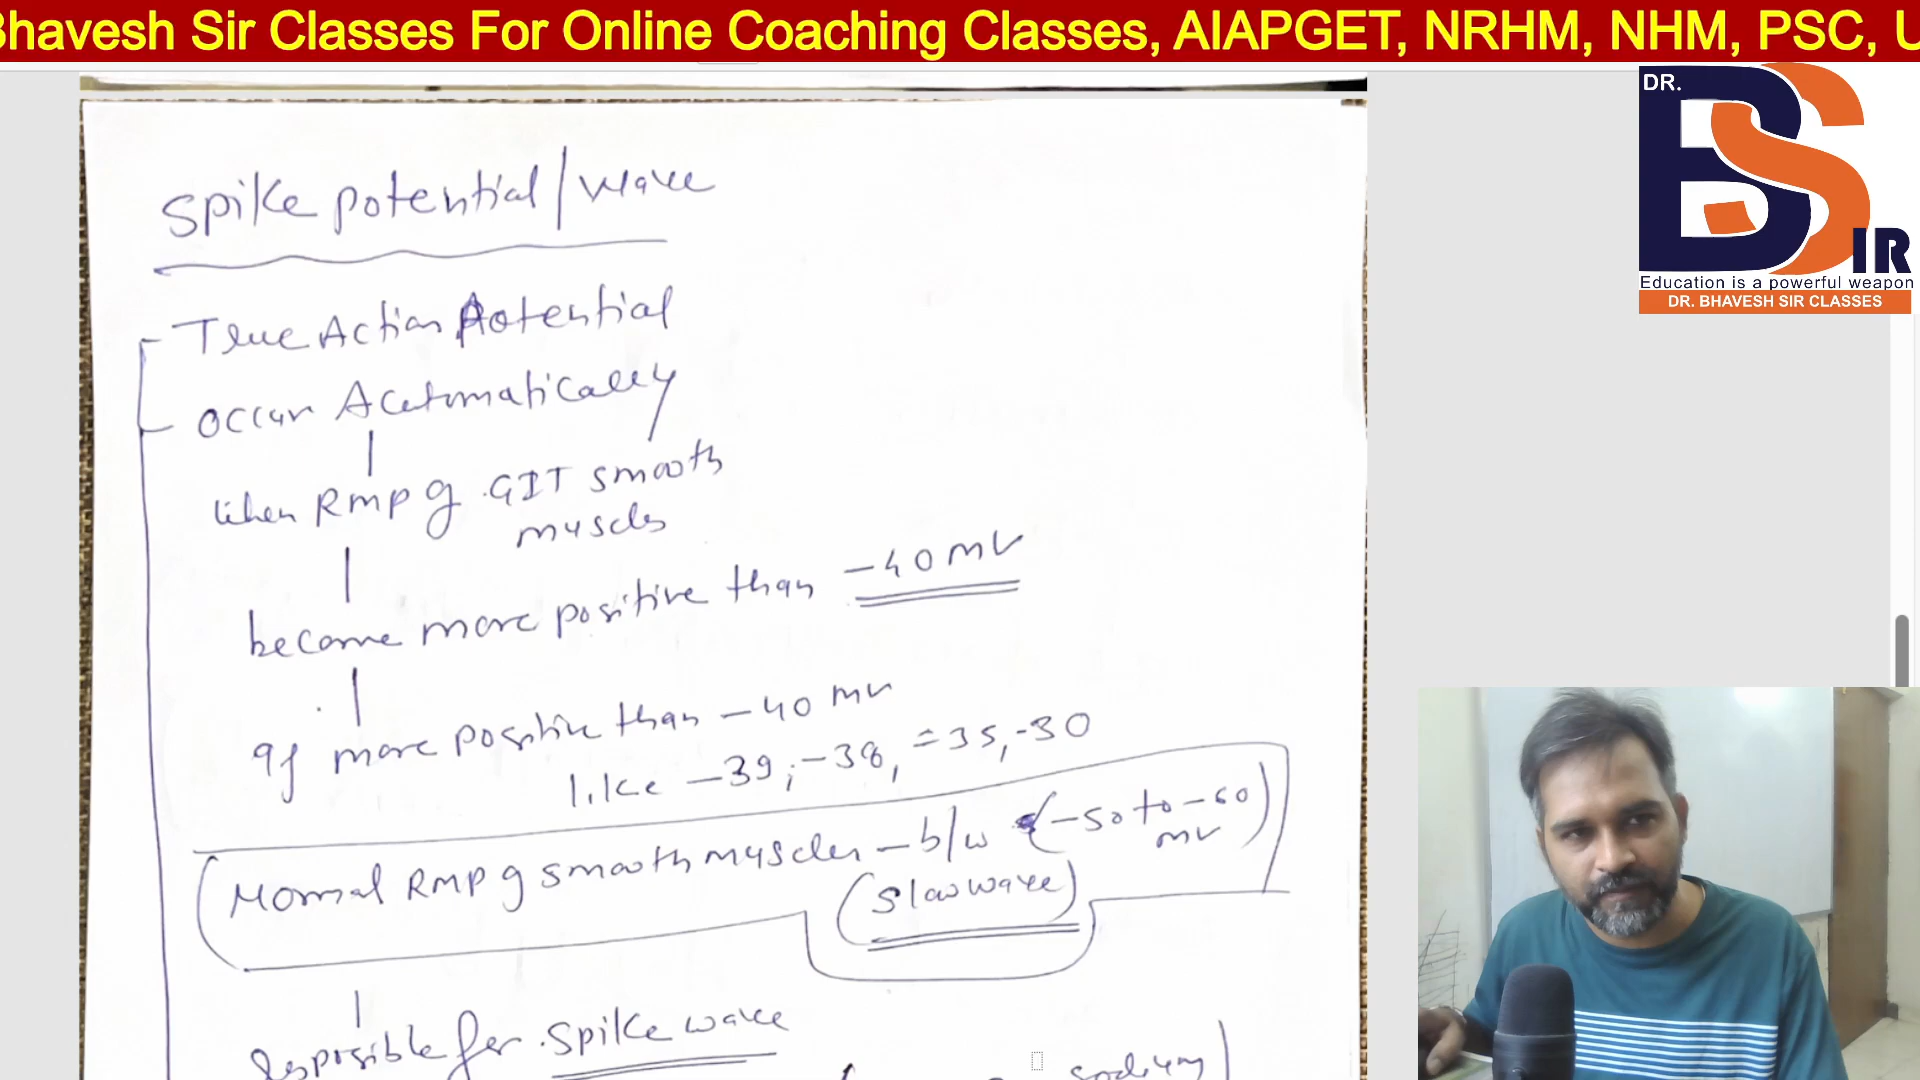 Bhavesh Sir Classes For Online Coaching Classes, AIAPGET, NRHM, NHM, PSC, U
DR.
BS
IR
Education is a powerful weapon
DR. BHAVESH SIR CLASSES
Spike potential/wave
True Action Potential
occur Automatically
when RMP of GIT smooth
muscles
become more positive than -40 mv
If more positive than -40 mv
like -39, -38, -35, -30
Normal RMP of smooth muscles - b/w (-50 to -60)
mv
(slow wave)
Resposible for spike wave
sodium